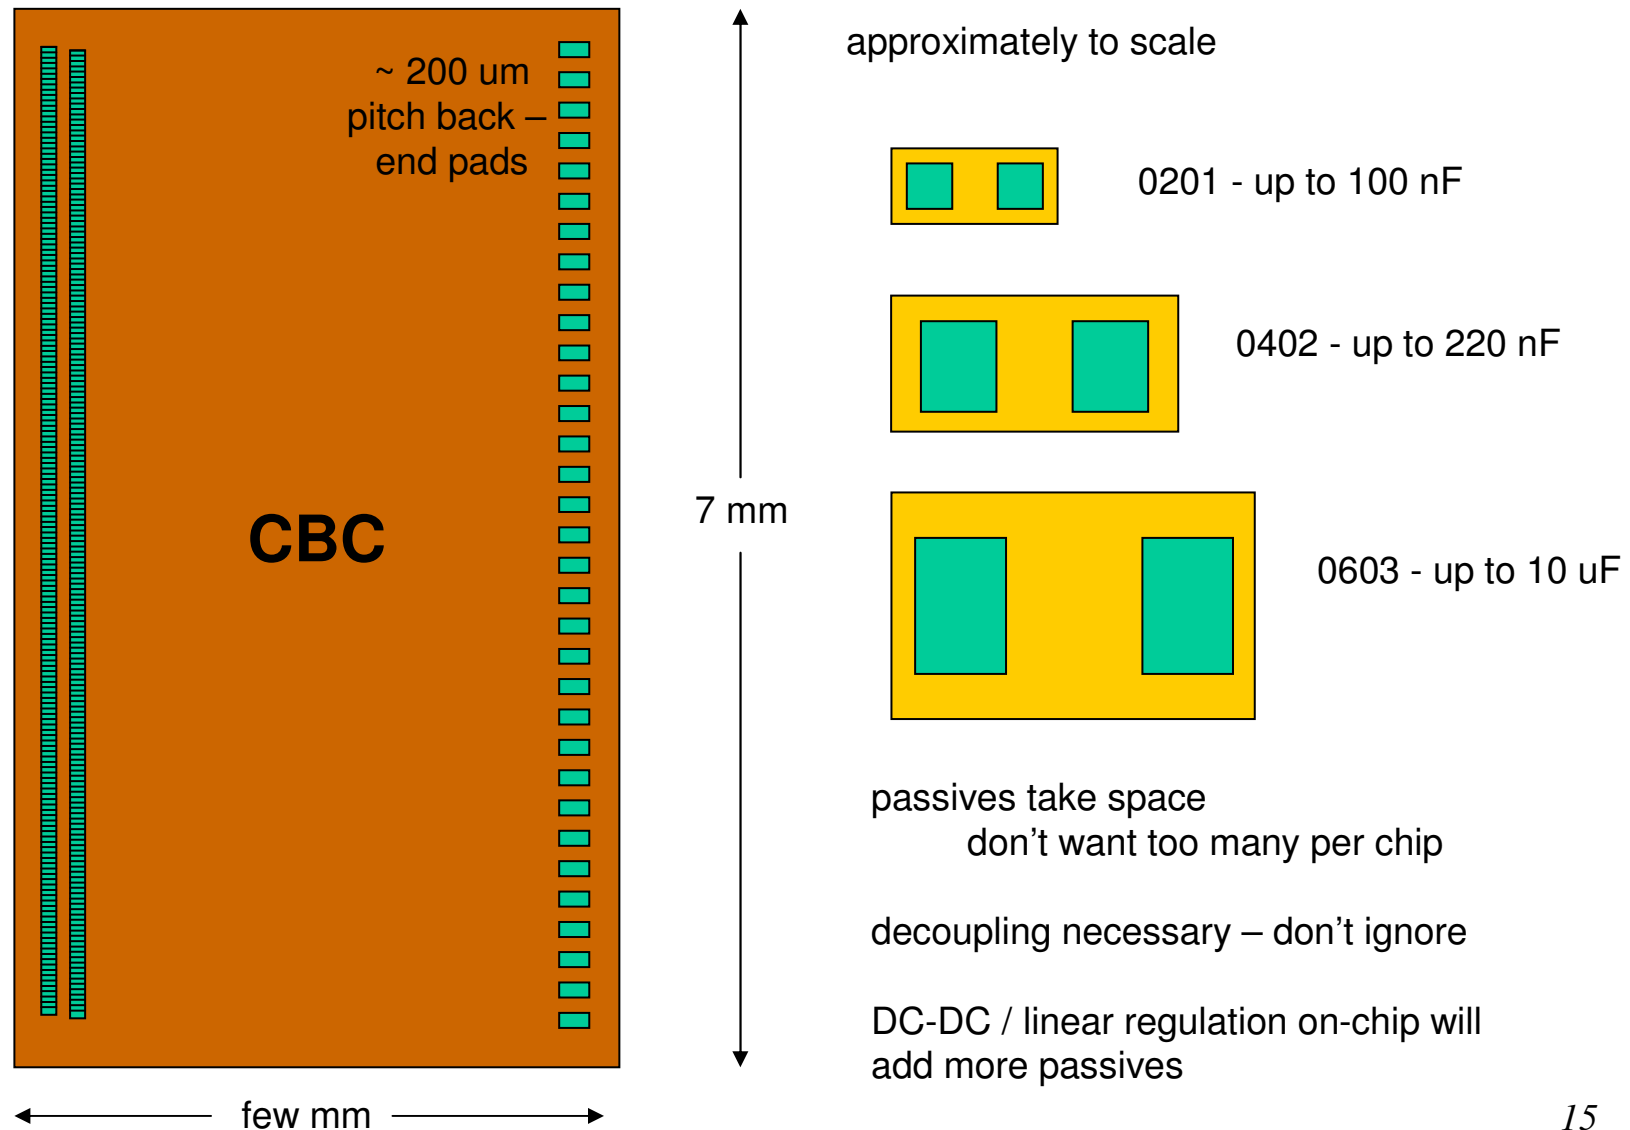 ~ 200 um
pitch back –
end pads
CBC
7 mm
few mm
approximately to scale
0201 - up to 100 nF
0402 - up to 220 nF
0603 - up to 10 uF
passives take space
don’t want too many per chip
decoupling necessary – don’t ignore
DC-DC / linear regulation on-chip will
add more passives
15